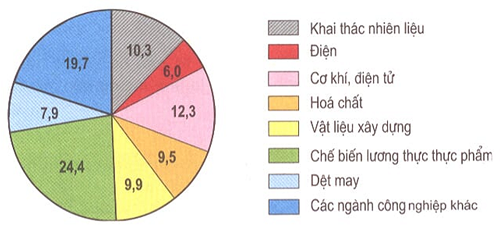 10,3
6,0
12,3
9,5
9,9
24,4
7,9
19,7
Khai thác nhiên liệu
Điện
Cơ khí, điện tử
Hoá chất
Vật liệu xây dựng
Chế biến lương thực thực phẩm
Dệt may
Các ngành công nghiệp khác